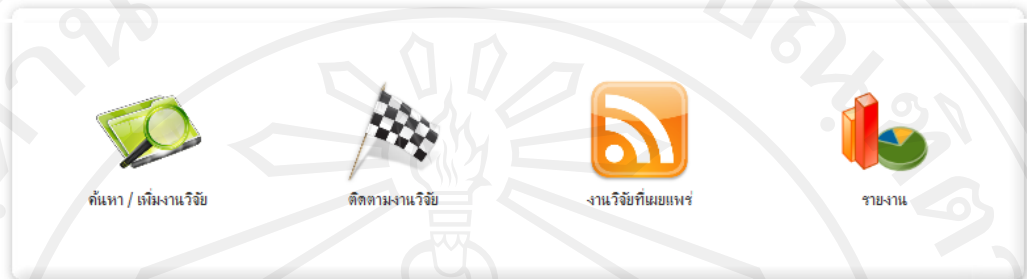 ค้นหา / เพิ่มงานวิจัย
ติดตามงานวิจัย
งานวิจัยที่เผยแพร่
รายงาน